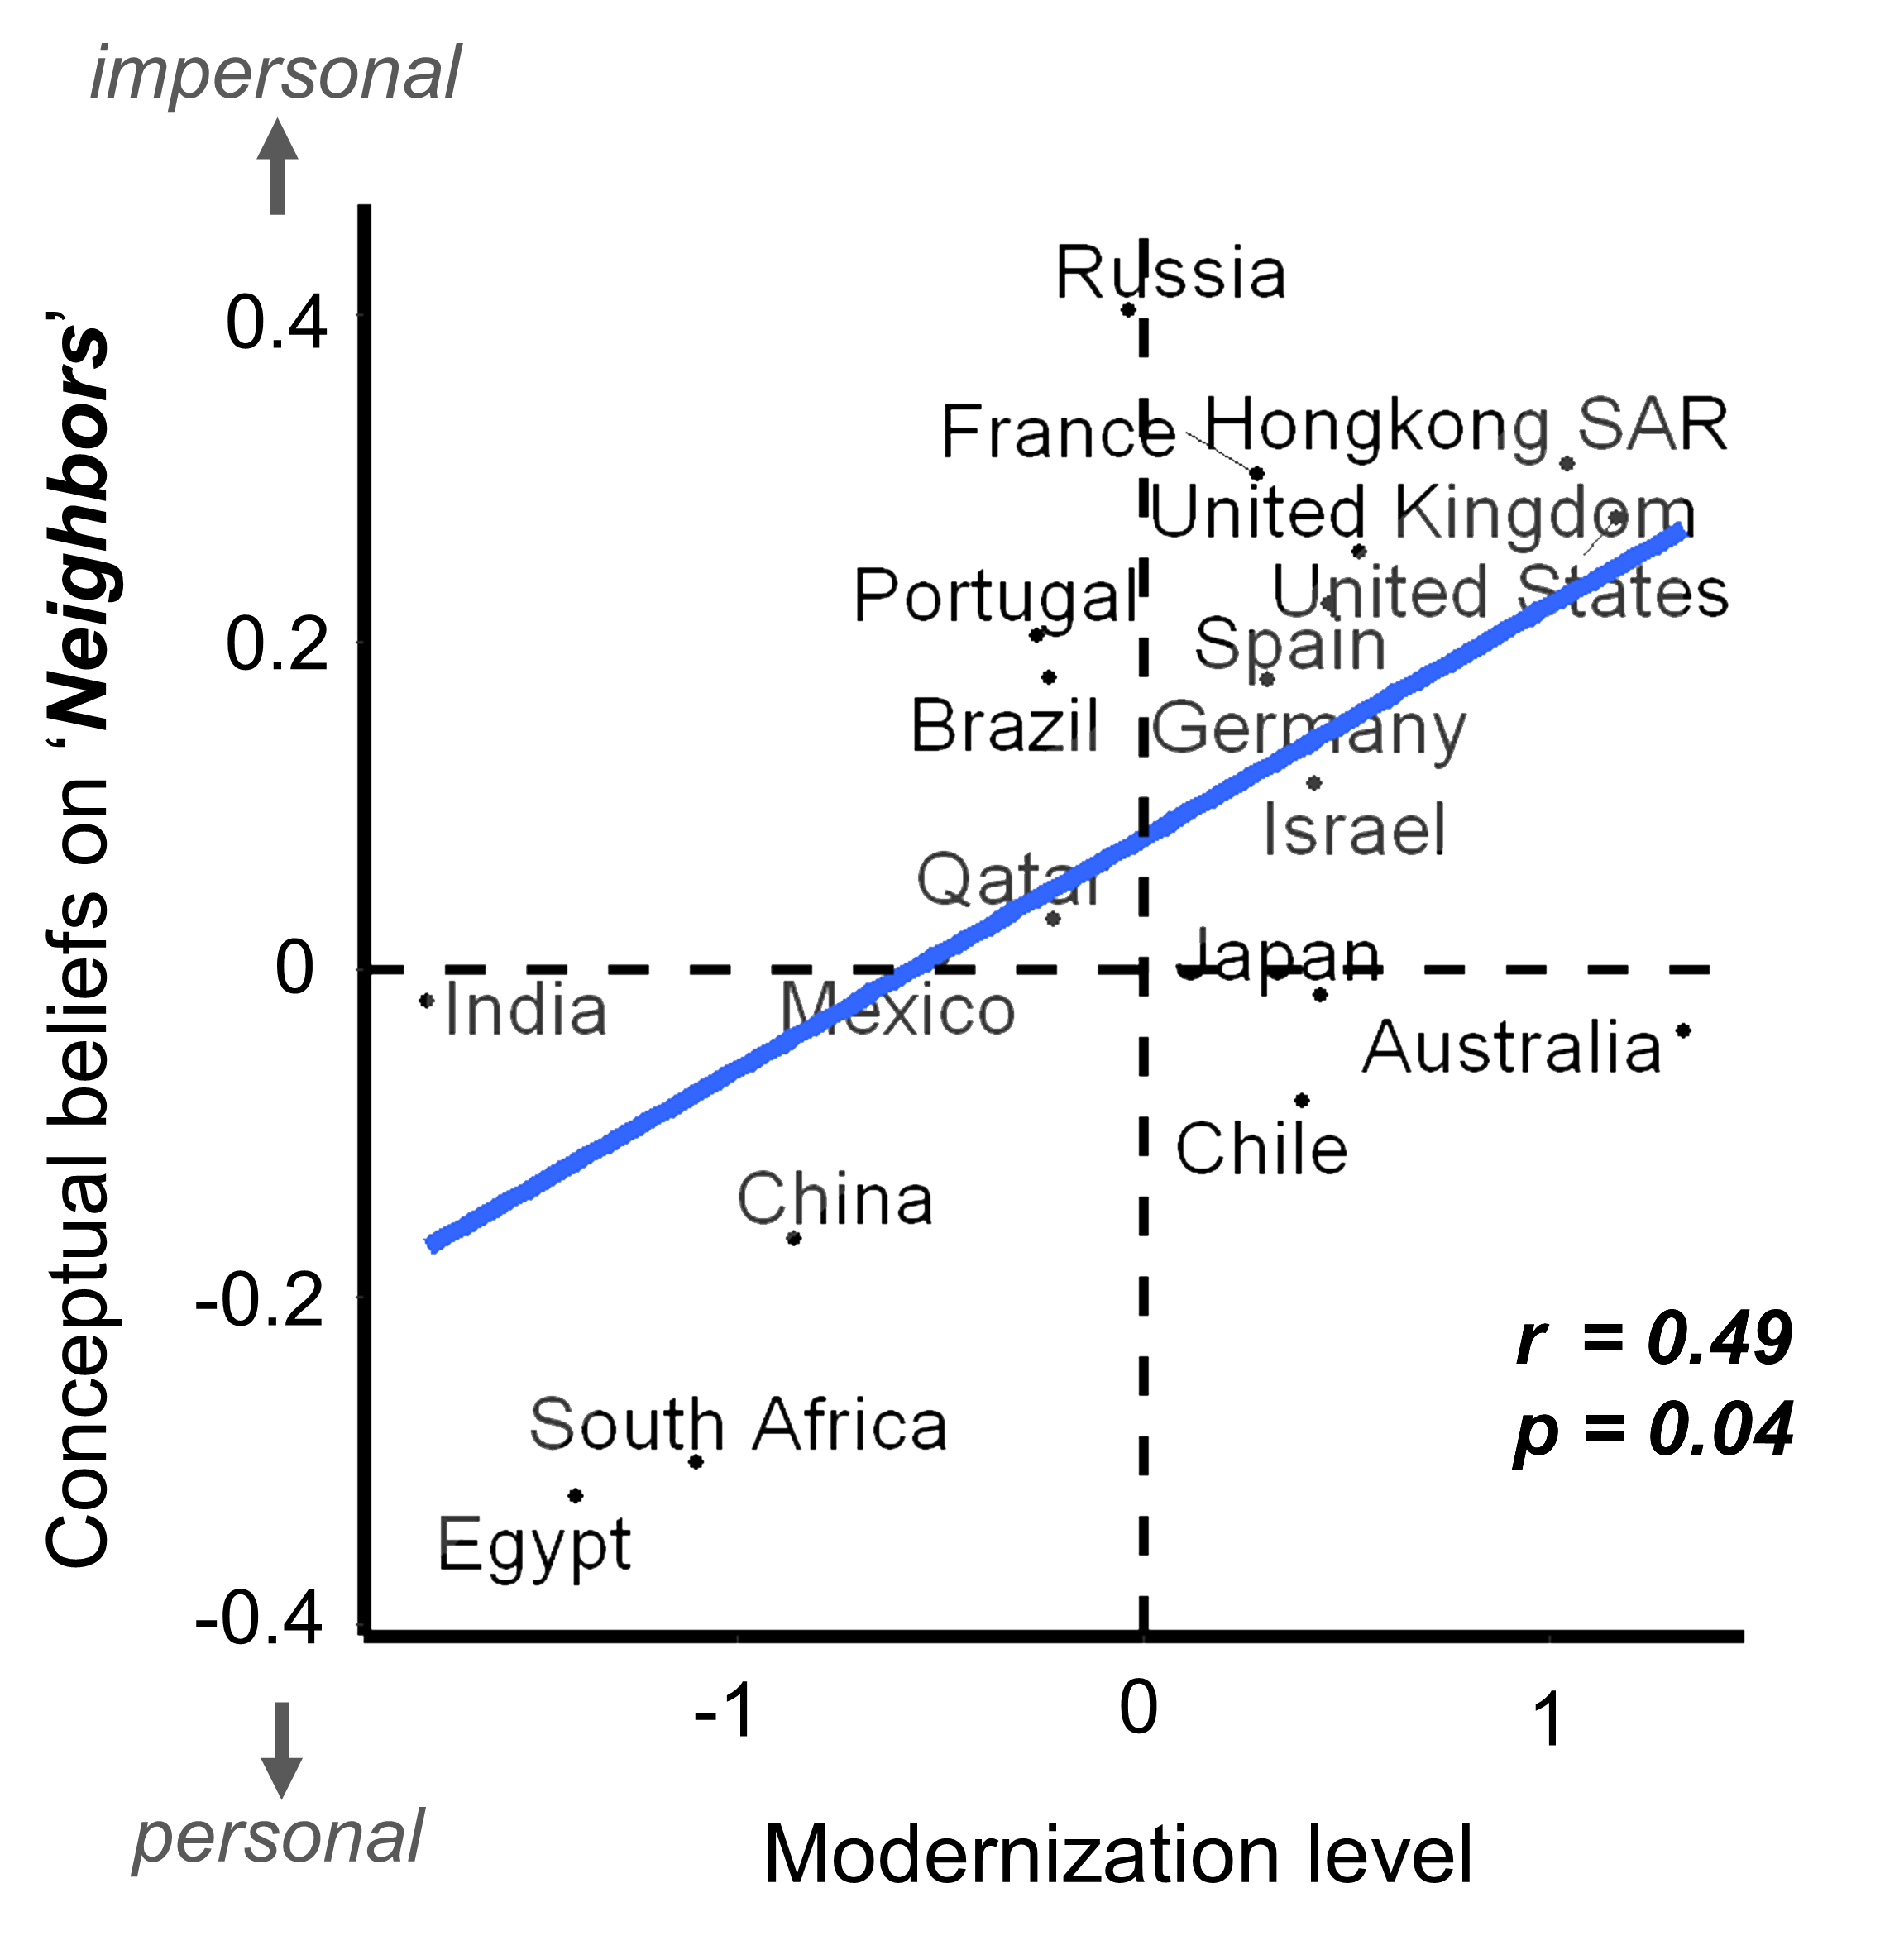 impersonal
Conceptual beliefs on ‘Neighbors’
0.4
0.2
0
-0.2
-0.4
Russia
France
Hongkong SAR
United Kingdom
Portugal
United States
Spain
Brazil
Germany
Israel
Qatar
Japan
India
Mexico
Australia
Chile
China
South Africa
Egypt
r = 0.49
p = 0.04
-1
0
1
personal
Modernization level